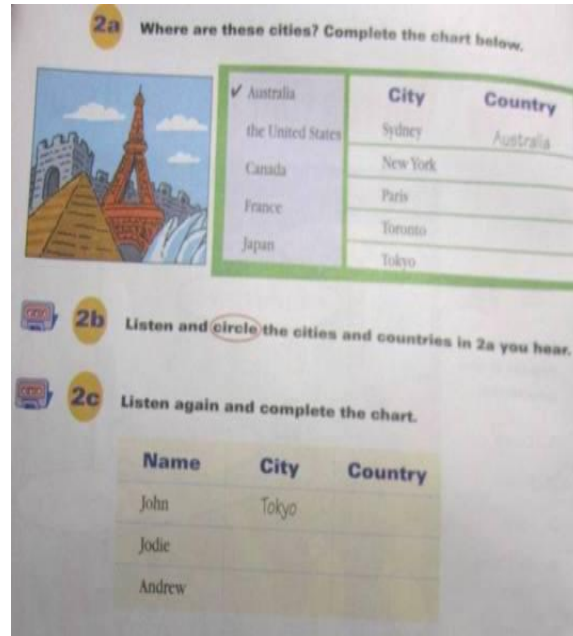 2a Where are these cities? Complete the chart below.
✓ Australia
the United States
Canada
France
Japan
City Country
Sydney Australia
New York
Paris
Toronto
Tokyo
2b Listen and circle the cities and countries in 2a you hear.
2c Listen again and complete the chart.
Name City Country
John Tokyo
Jodie
Andrew